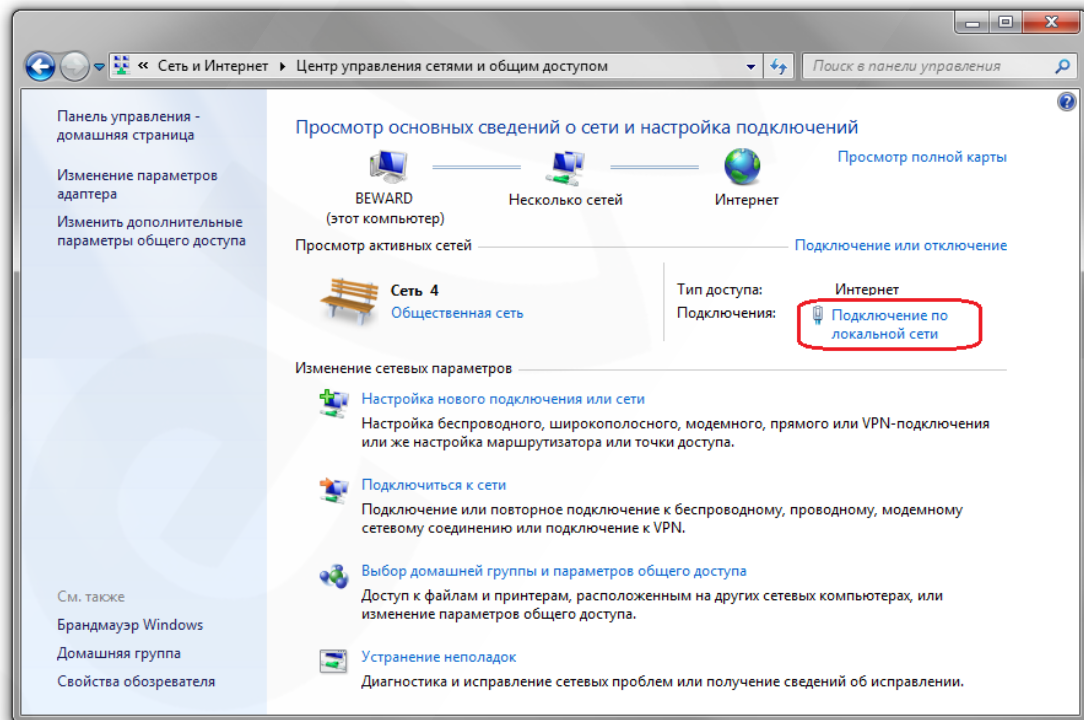 « Сеть и Интернет ▸ Центр управления сетями и общим доступом
Поиск в панели управления
Панель управления -
домашняя страница
Изменение параметров
адаптера
Изменить дополнительные
параметры общего доступа
См. также
Брандмауэр Windows
Домашняя группа
Свойства обозревателя
Просмотр основных сведений о сети и настройка подключений
Просмотр полной карты
BEWARD
(этот компьютер)
Несколько сетей
Интернет
Просмотр активных сетей
Подключение или отключение
Сеть 4
Общественная сеть
Тип доступа: Интернет
Подключения: Подключение по
локальной сети
Изменение сетевых параметров
Настройка нового подключения или сети
Настройка беспроводного, широкополосного, модемного, прямого или VPN-подключения
или же настройка маршрутизатора или точки доступа.
Подключиться к сети
Подключение или повторное подключение к беспроводному, проводному, модемному
сетевому соединению или подключение к VPN.
Выбор домашней группы и параметров общего доступа
Доступ к файлам и принтерам, расположенным на других сетевых компьютерах, или
изменение параметров общего доступа.
Устранение неполадок
Диагностика и исправление сетевых проблем или получение сведений об исправлении.